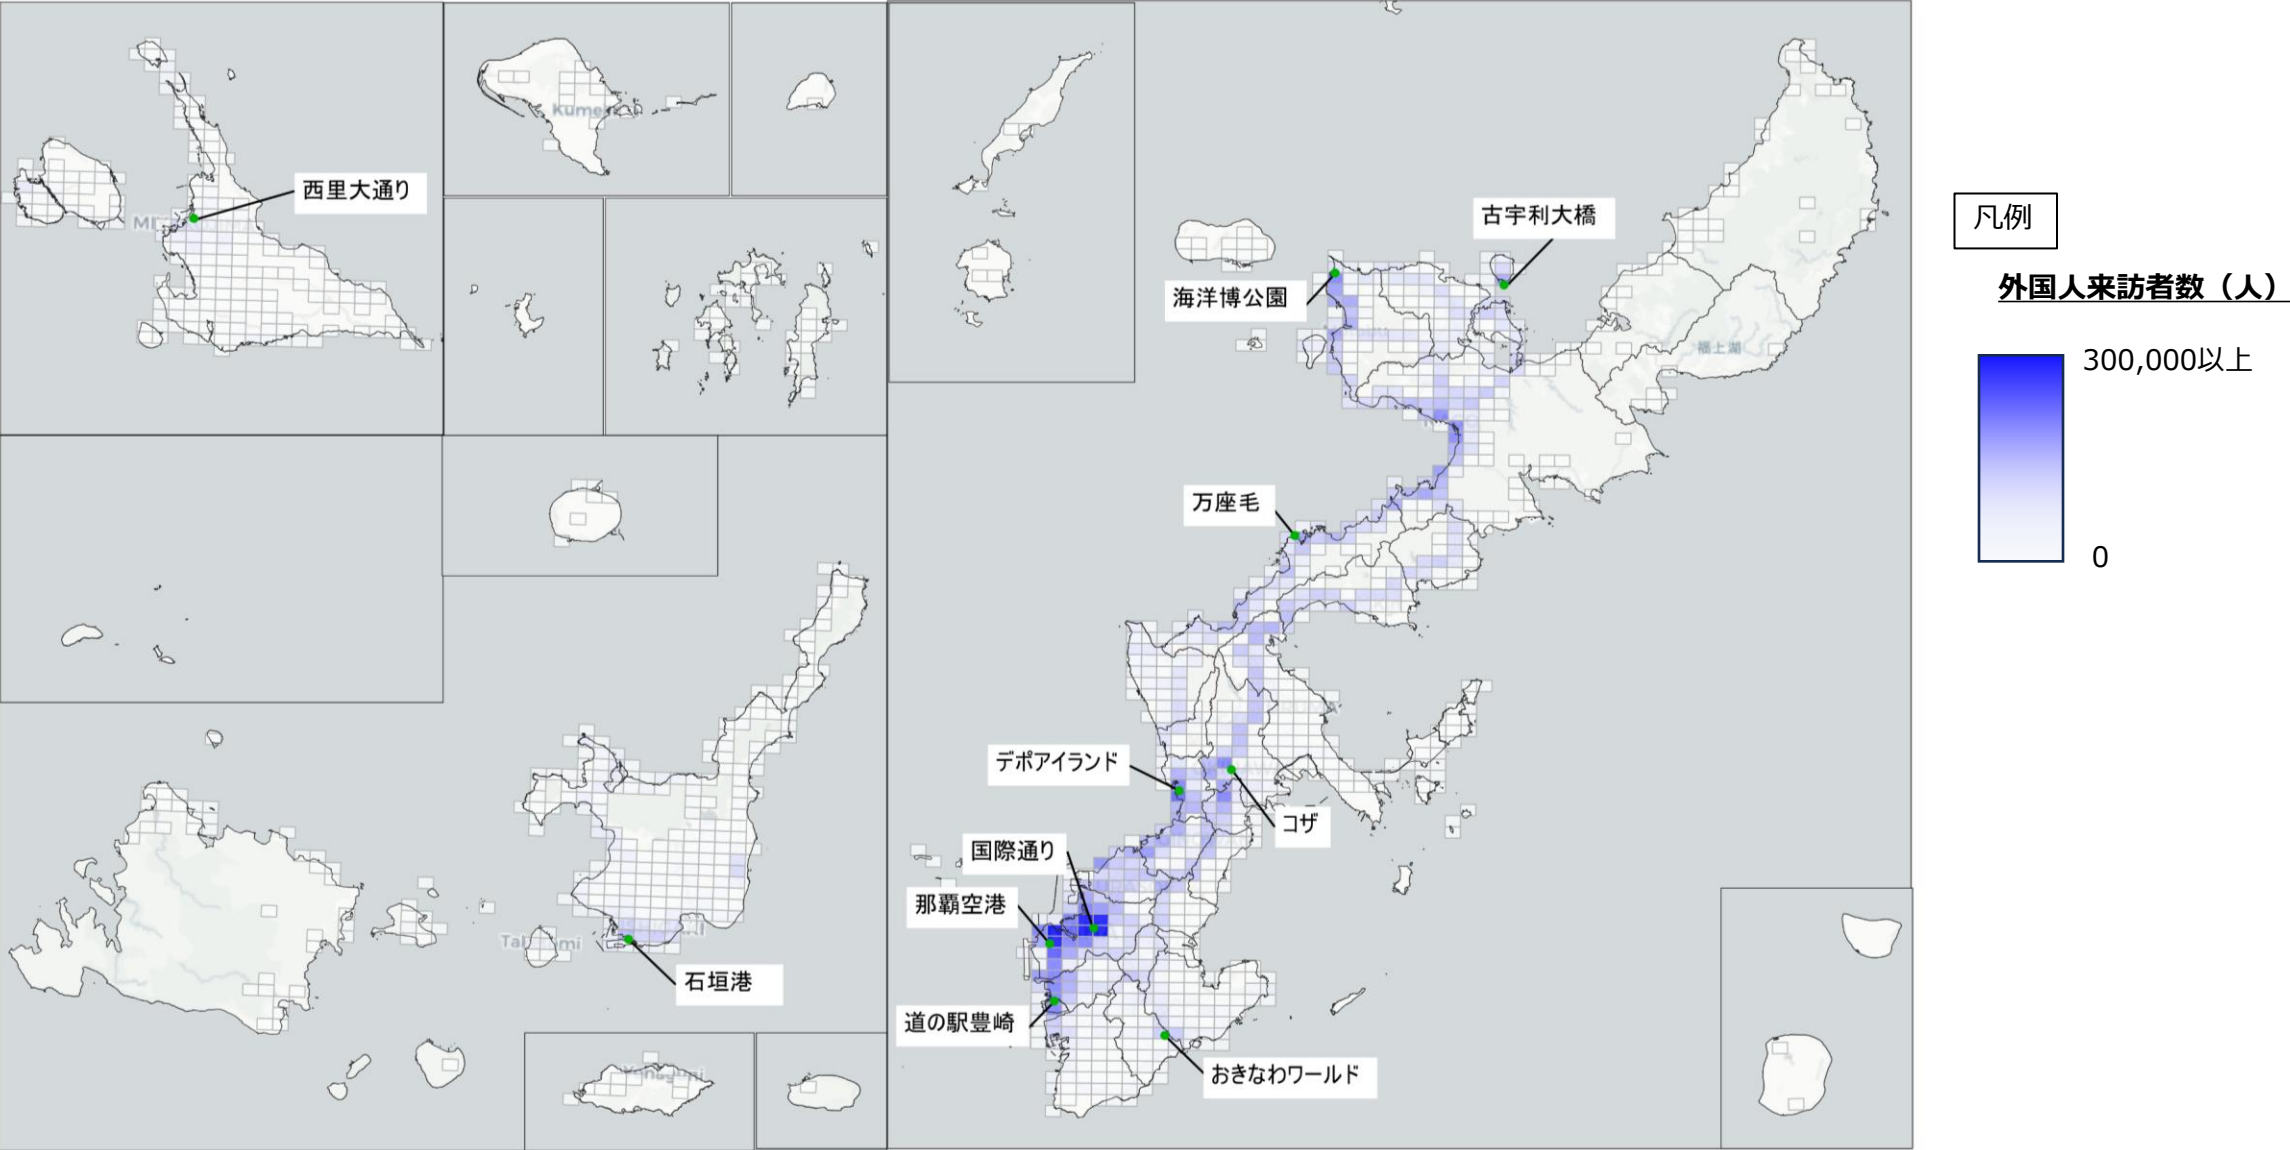 西里大通り
古宇利大橋
海洋博公園
福上湖
万座毛
デポアイランド
コザ
国際通り
那覇空港
石垣港
道の駅豊崎
おきなわワールド
凡例
外国人来訪者数（人）
300,000以上
0